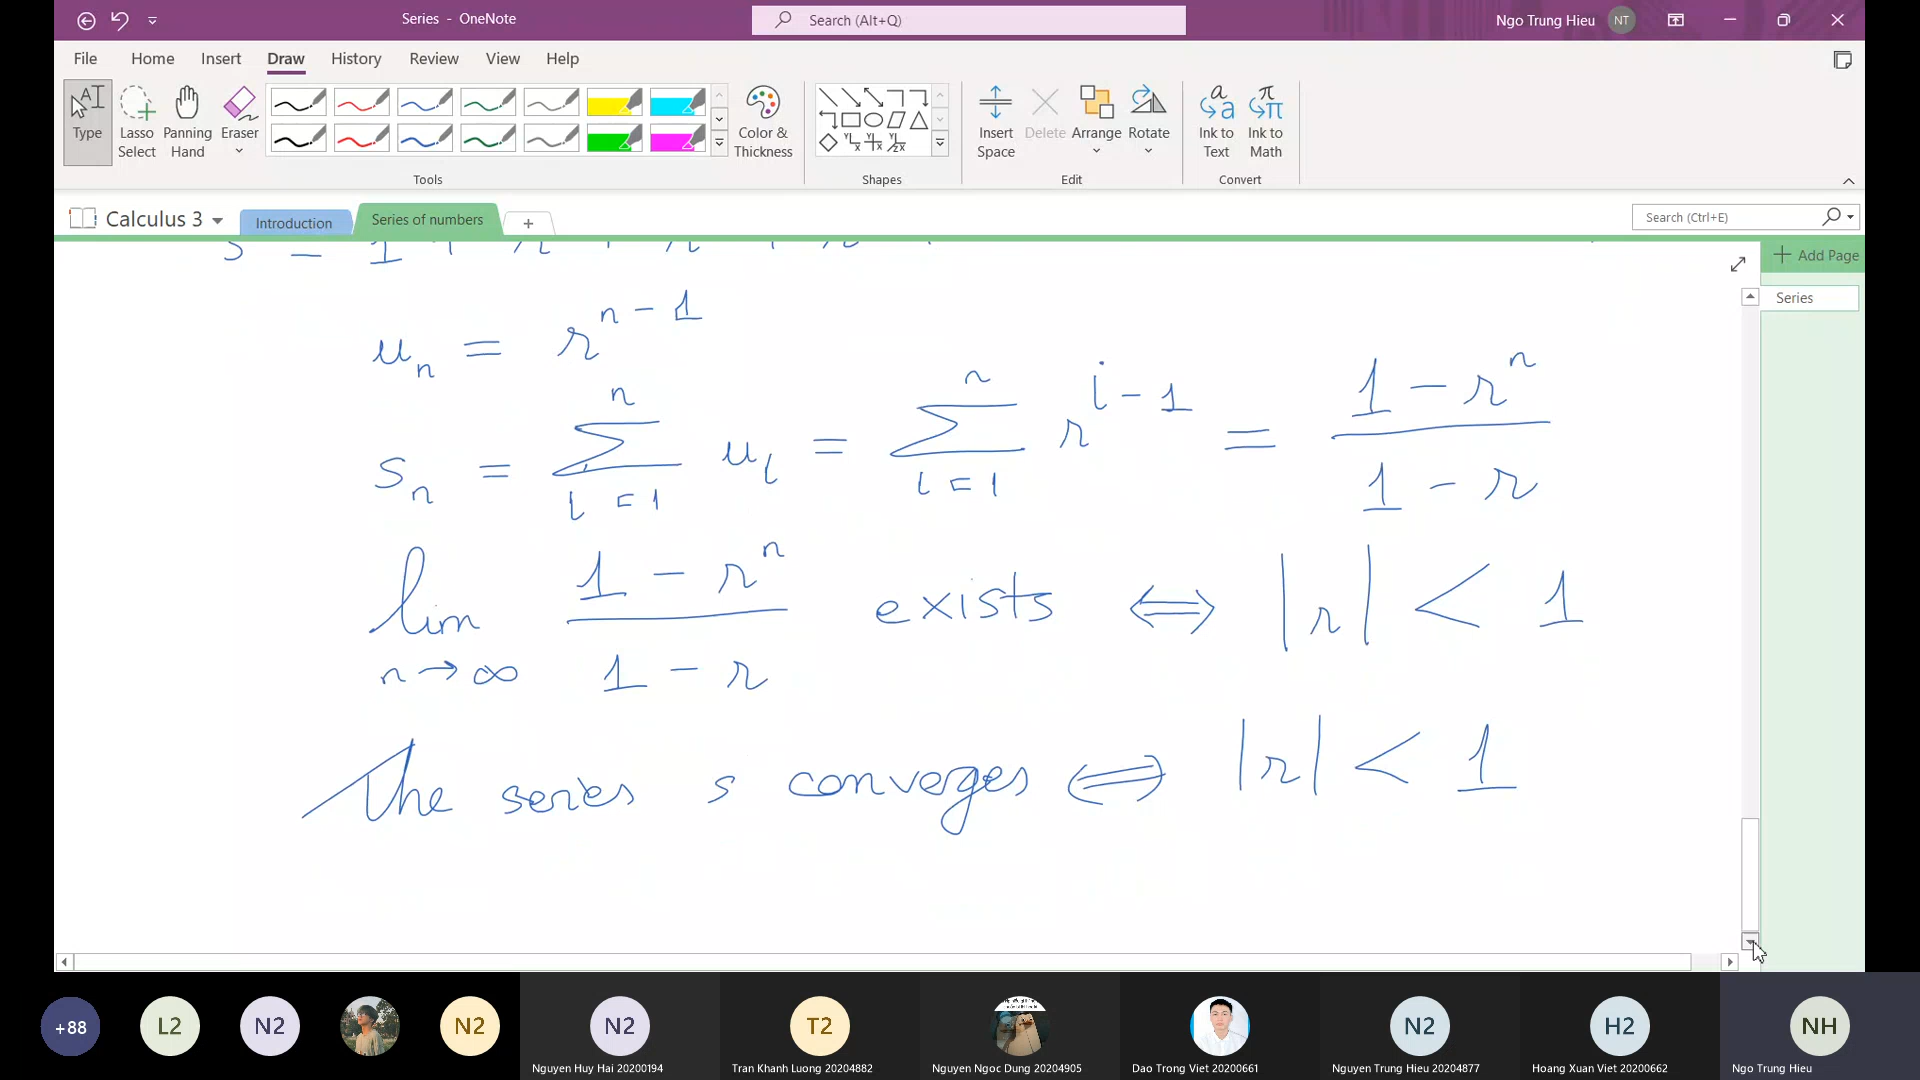 Series - OneNote
Search (Alt+Q)
Ngo Trung Hieu NT
File Home Insert Draw History Review View Help
Type
Lasso Select
Panning Hand
Eraser
Color & Thickness
Insert Space
Delete
Arrange
Rotate
Ink to Text
Ink to Math
Tools Shapes Edit Convert
Calculus 3 Introduction Series of numbers +
Search (Ctrl+E)
Add Page
Series
u_n = r^{n-1}
s_n = \sum_{i=1}^{n} u_i = \sum_{i=1}^{n} r^{i-1} = \frac{1-r^n}{1-r}
\lim_{n→∞} \frac{1-r^n}{1-r} exists ⟺ |r| < 1
The series s converges ⟺ |r| < 1
+88 L2 N2 N2 N2 T2 N2 H2 NH
Nguyen Huy Hai 20200194
Tran Khanh Luong 20204882
Nguyen Ngoc Dung 20204905
Dao Trong Viet 20200661
Nguyen Trung Hieu 20204877
Hoang Xuan Viet 20200662
Ngo Trung Hieu